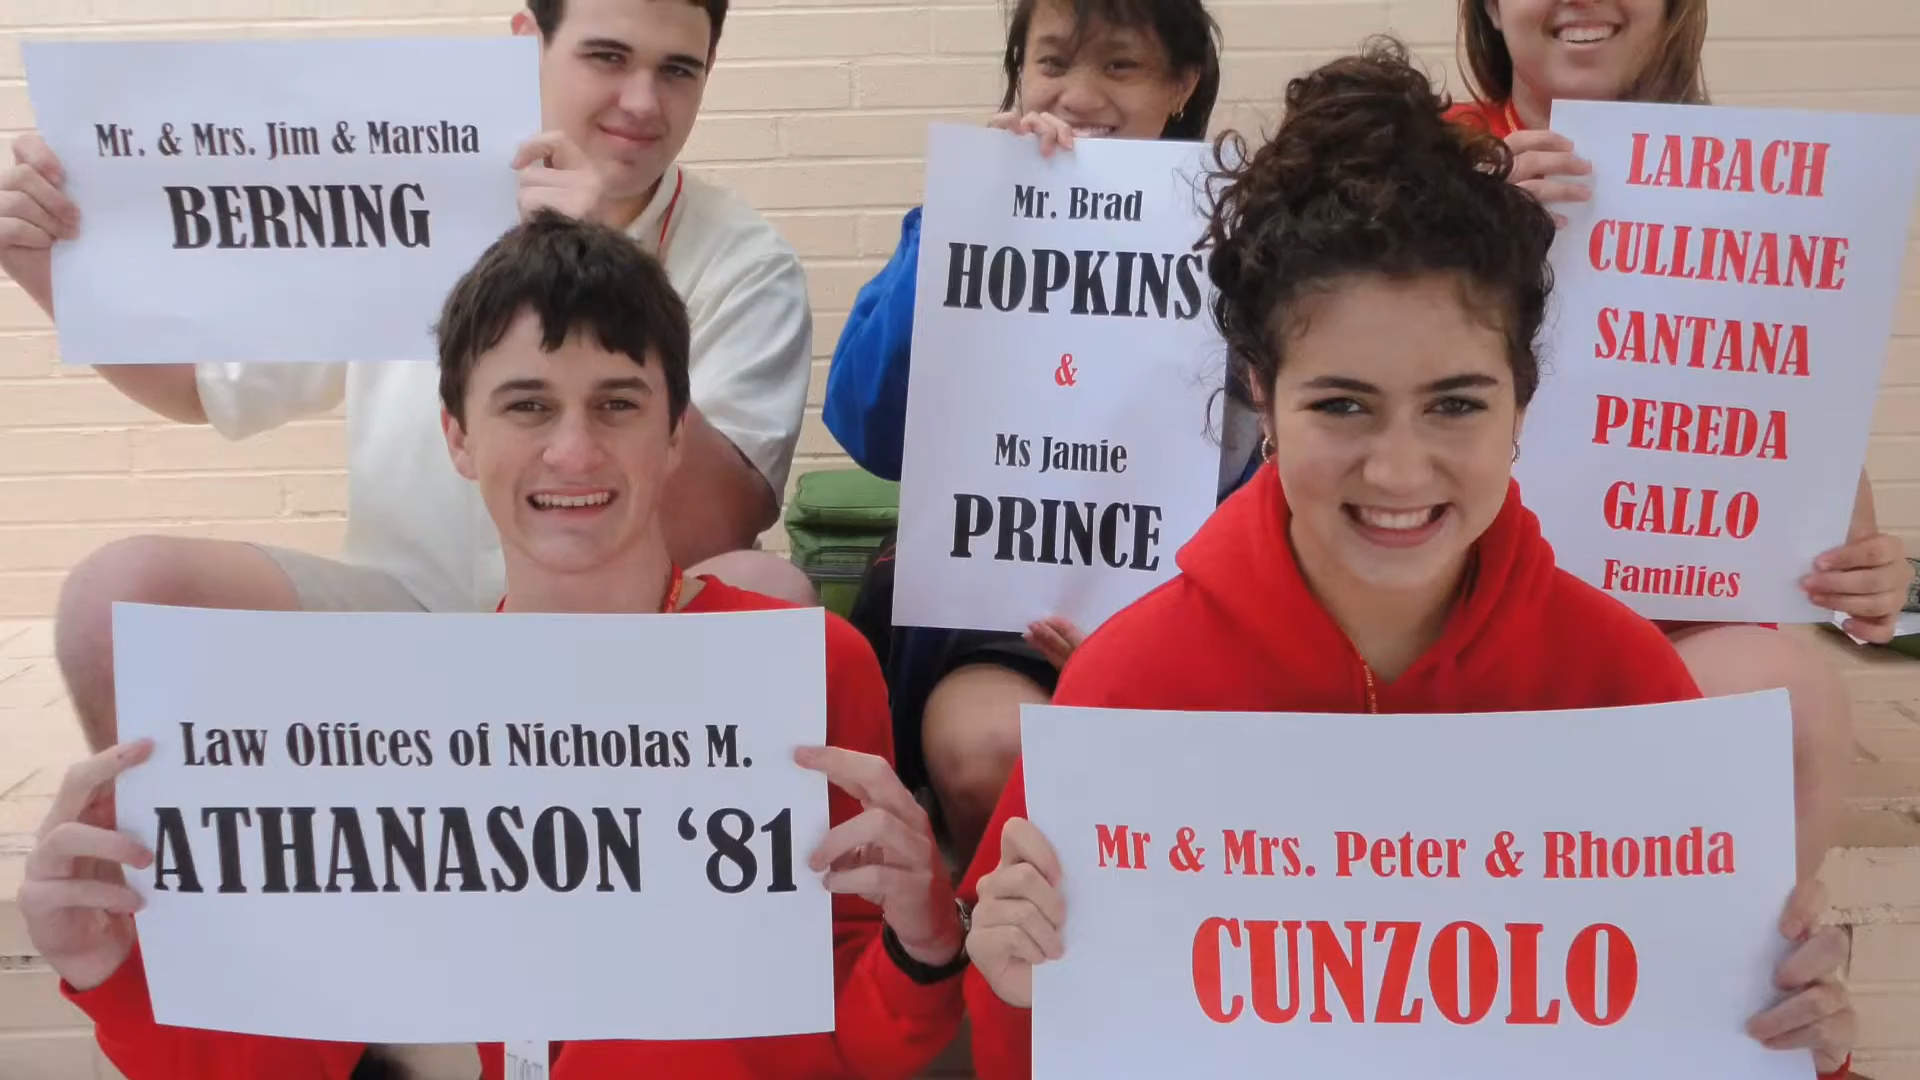 Mr. & Mrs. Jim & Marsha
BERNING
Mr. Brad
HOPKINS
&
Ms Jamie
PRINCE
LARACH
CULLINANE
SANTANA
PEREDA
GALLO
Families
Law Offices of Nicholas M.
ATHANASON ‘81
Mr & Mrs. Peter & Rhonda
CUNZOLO